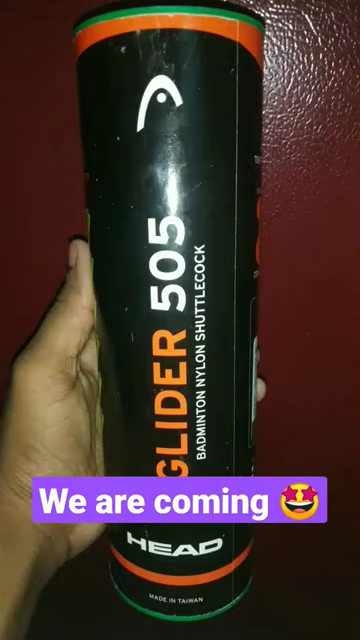 GLIDER 505
BADMINTON NYLON SHUTTLECOCK
We are coming 🤩
HEAD
MADE IN TAIWAN